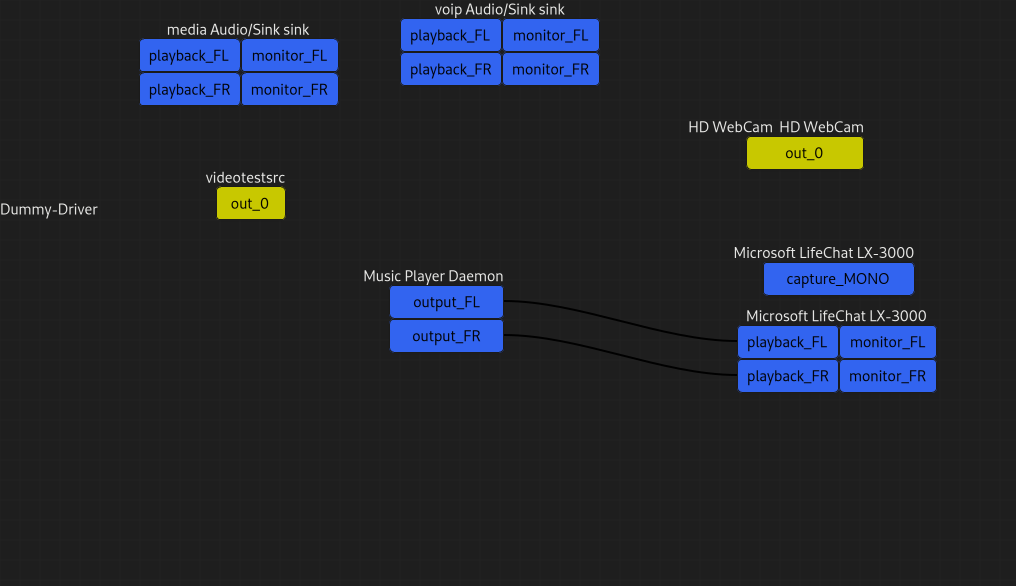 voip Audio/Sink sink
playback_FL monitor_FL
playback_FR monitor_FR
media Audio/Sink sink
playback_FL monitor_FL
playback_FR monitor_FR
HD WebCam  HD WebCam
out_0
videotestsrc
out_0
Dummy-Driver
Microsoft LifeChat LX-3000
capture_MONO
Music Player Daemon
output_FL
output_FR
Microsoft LifeChat LX-3000
playback_FL monitor_FL
playback_FR monitor_FR